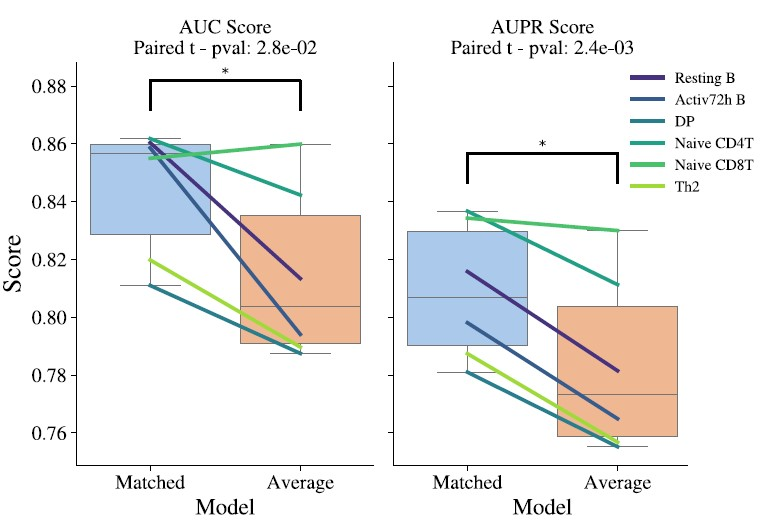 AUC Score
Paired t - pval: 2.8e-02
AUPR Score
Paired t - pval: 2.4e-03
*
*
Resting B
Activ72h B
DP
Naive CD4T
Naive CD8T
Th2
Score
0.88
0.86
0.84
0.82
0.80
0.78
0.76
Matched
Average
Matched
Average
Model
Model